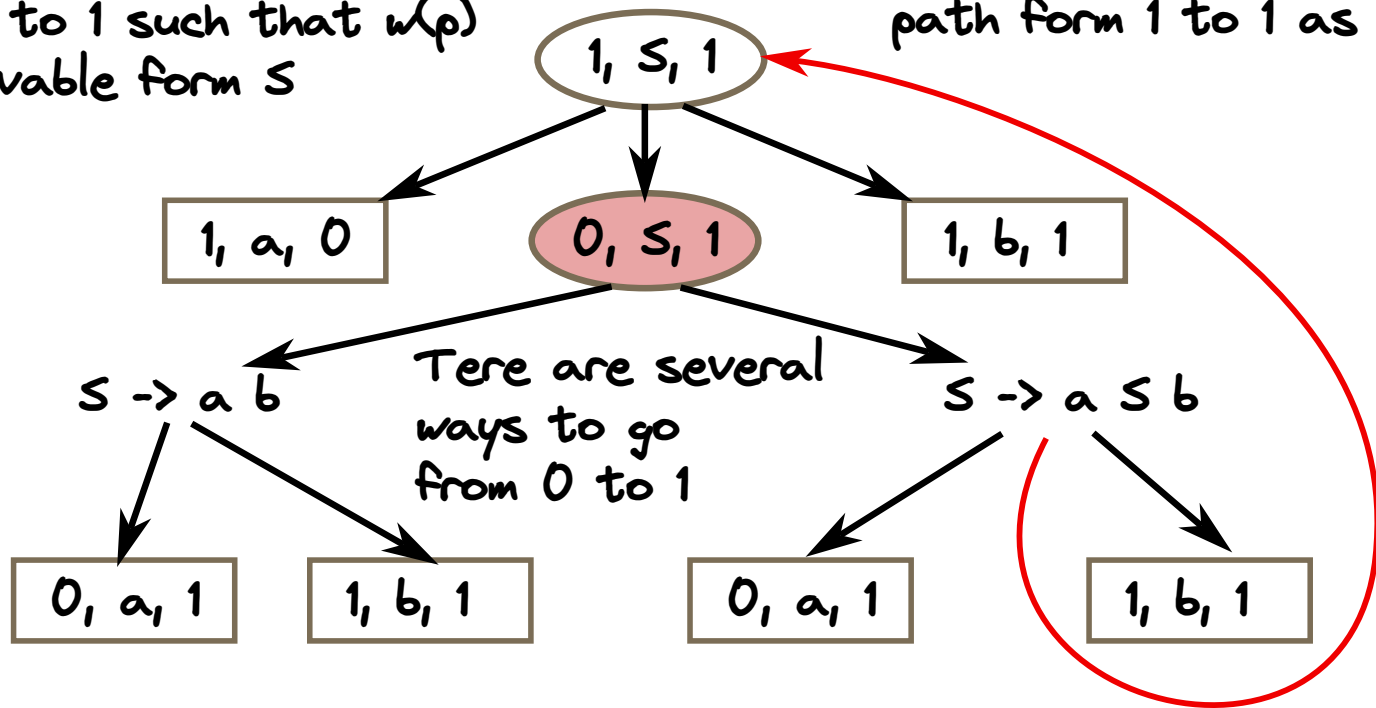 to 1 such that w(p)
vable form S
path form 1 to 1 as
1, S, 1
1, a, 0
0, S, 1
1, b, 1
S -> a b
Tere are several
ways to go
from 0 to 1
S -> a S b
0, a, 1
1, b, 1
0, a, 1
1, b, 1